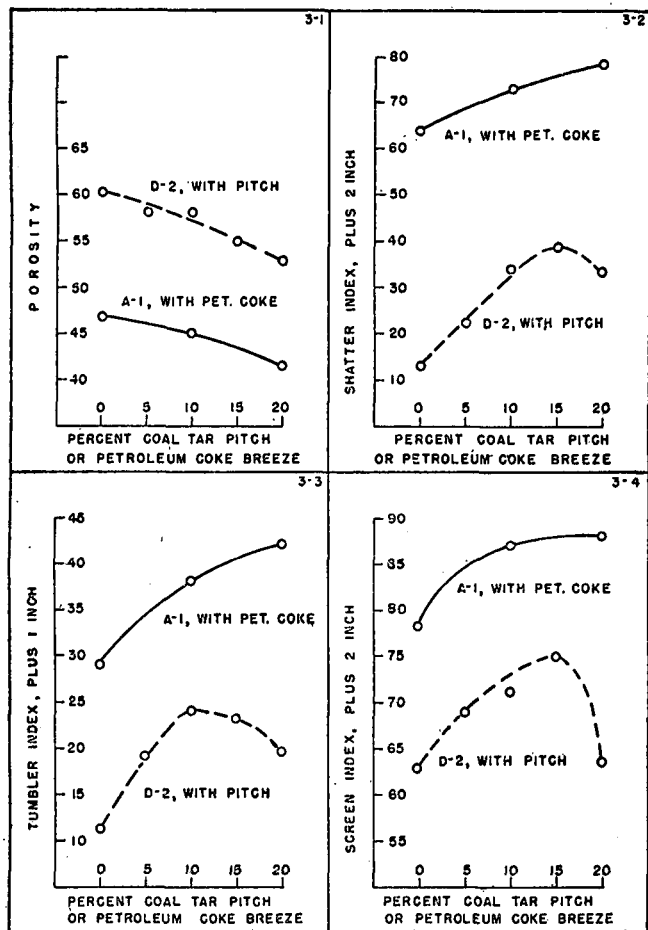 3-1
POROSITY
65
60
55
50
45
40
D-2, WITH PITCH
A-1, WITH PET. COKE
0 5 10 15 20
PERCENT COAL TAR PITCH
OR PETROLEUM COKE BREEZE
3-2
SHATTER INDEX, PLUS 2 INCH
80
70
60
50
40
30
20
10
A-1, WITH PET. COKE
D-2, WITH PITCH
0 5 10 15 20
PERCENT COAL TAR PITCH
OR PETROLEUM COKE BREEZE
3-3
TUMBLER INDEX, PLUS 1 INCH
45
40
35
30
25
20
15
10
A-1, WITH PET. COKE
D-2, WITH PITCH
0 5 10 15 20
PERCENT COAL TAR PITCH
OR PETROLEUM COKE BREEZE
3-4
SCREEN INDEX, PLUS 2 INCH
90
85
80
75
70
65
60
55
A-1, WITH PET. COKE
D-2, WITH PITCH
0 5 10 15 20
PERCENT COAL TAR PITCH
OR PETROLEUM COKE BREEZE